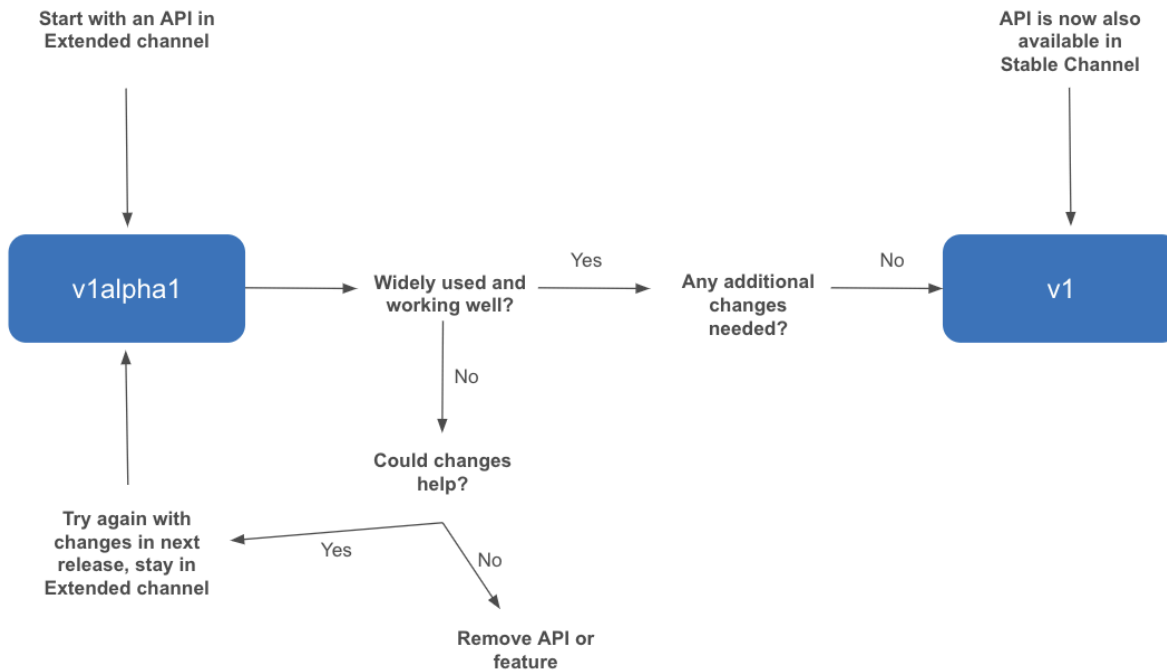 Start with an API in
Extended channel
API is now also
available in
Stable Channel
v1alpha1
Widely used and
working well?
Yes
Any additional
changes
needed?
No
v1
No
Could changes
help?
Try again with
changes in next
release, stay in
Extended channel
Yes
No
Remove API or
feature